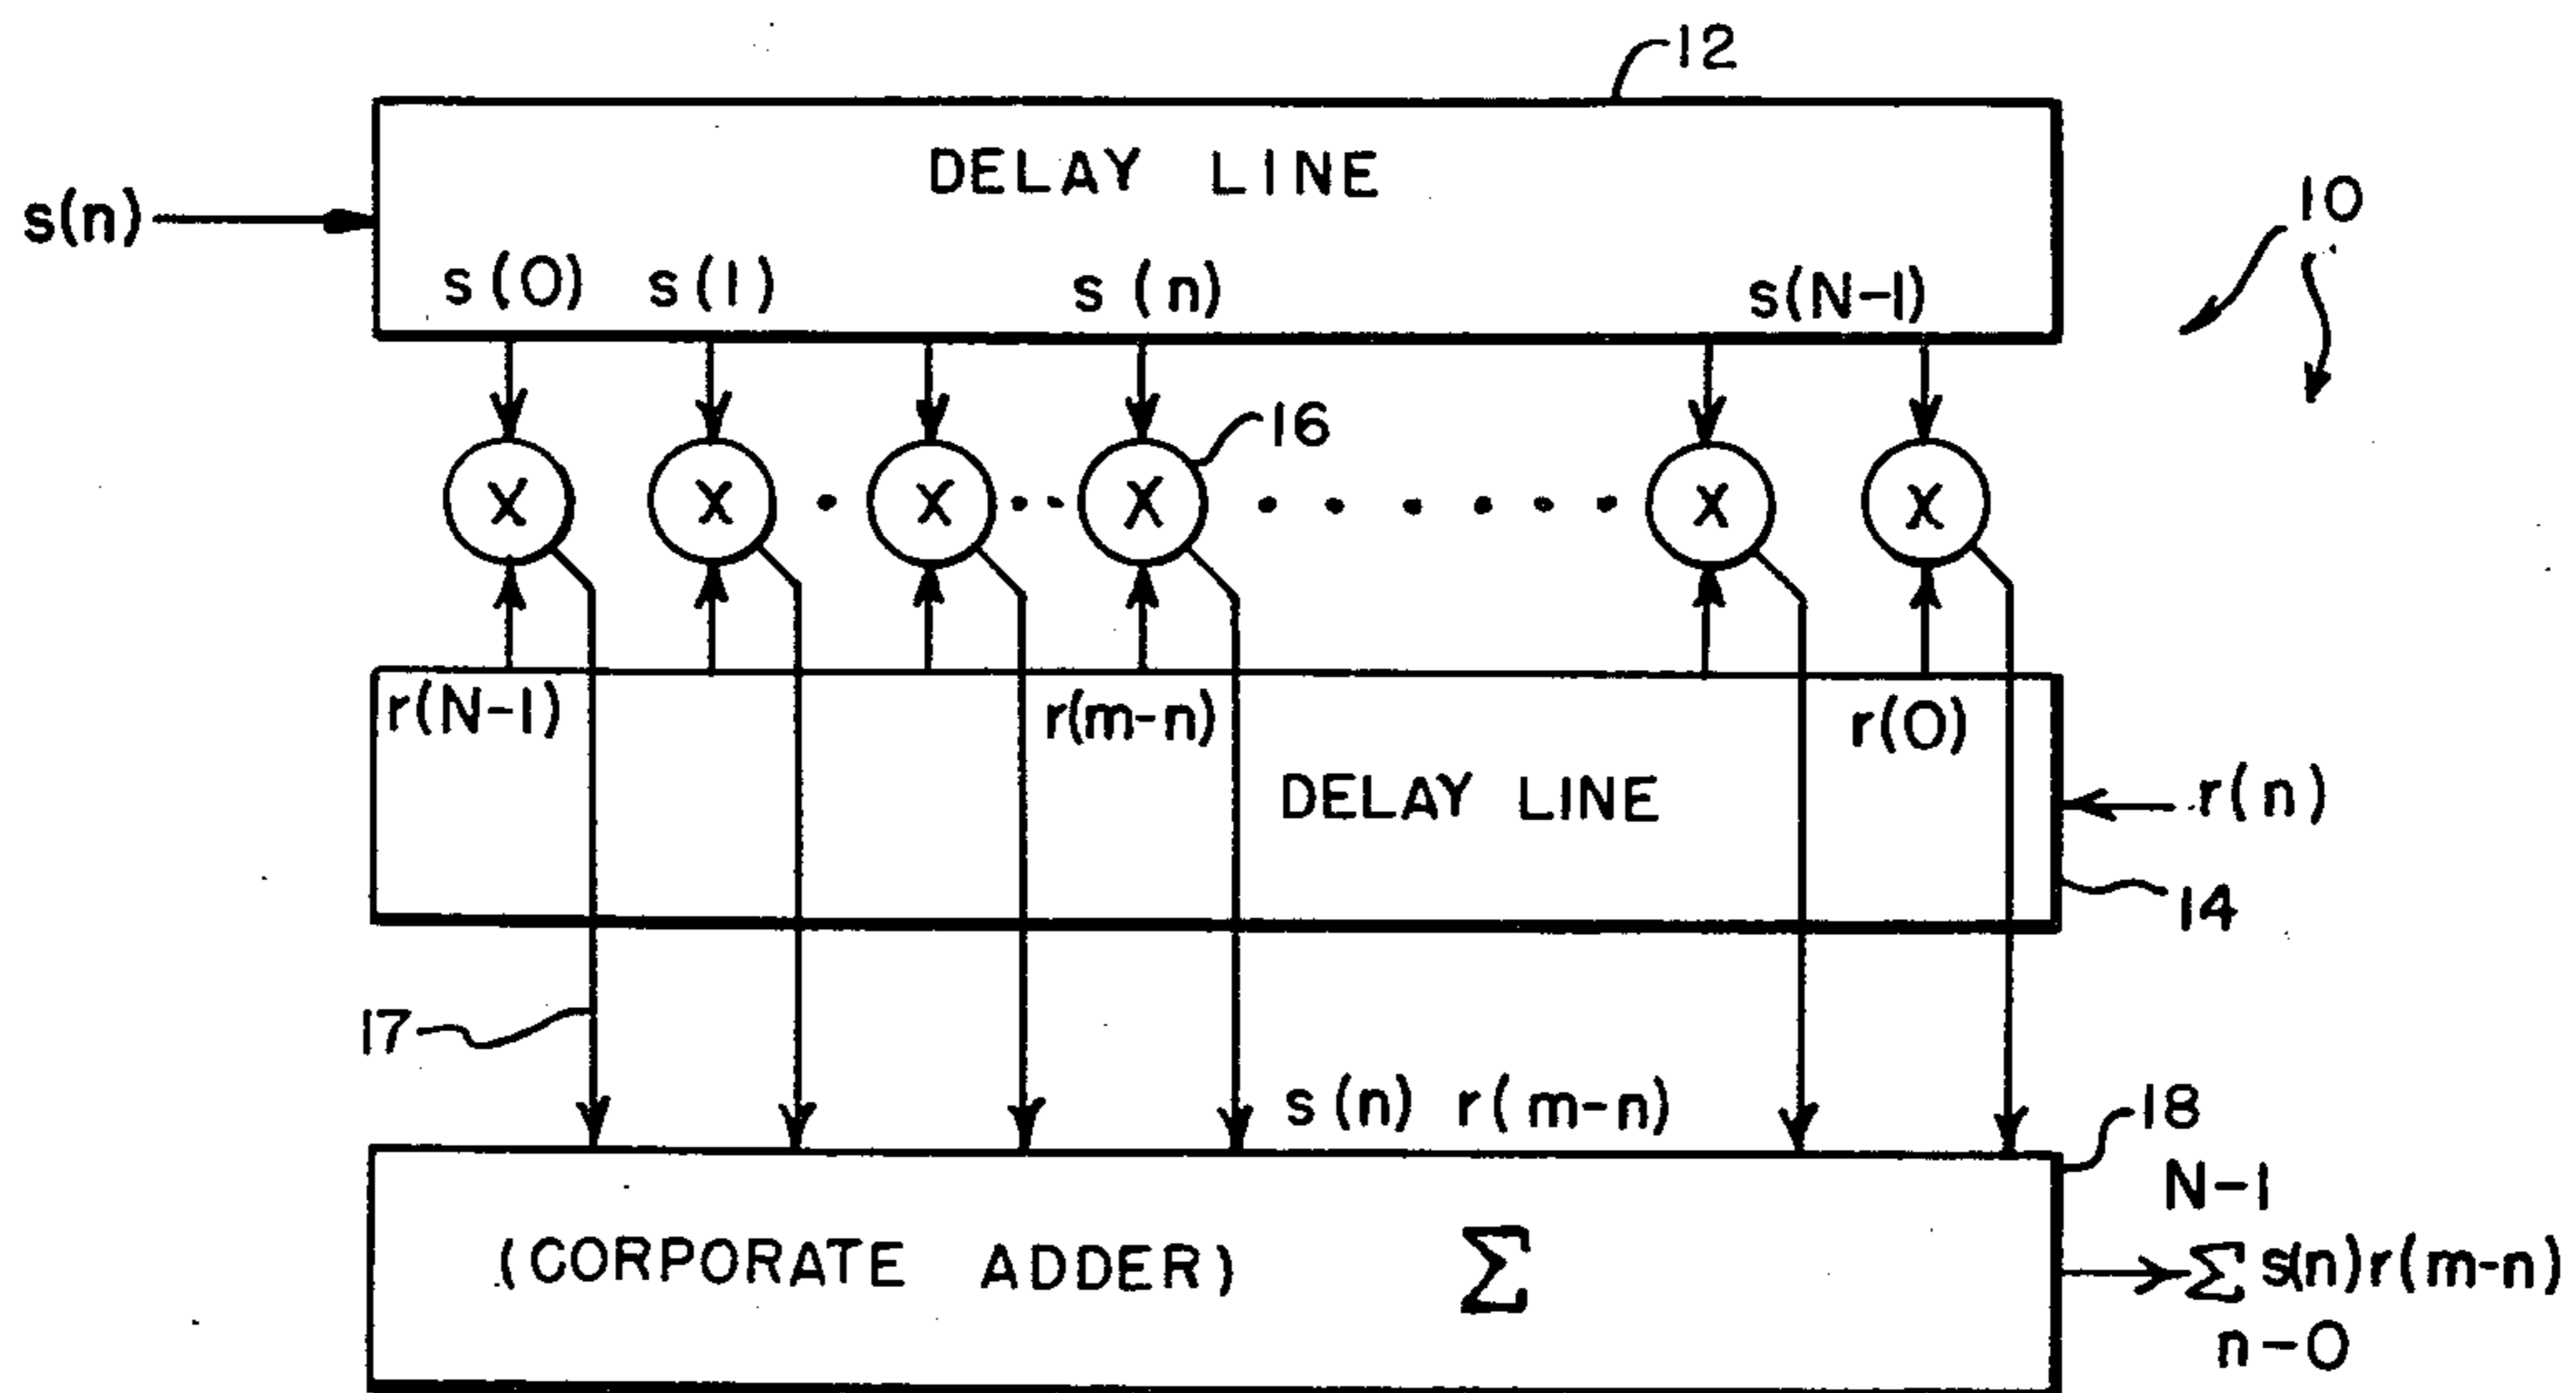 12
DELAY LINE
s(n)
10
s(0) s(1) s(n) s(N-1)
X X X X X X
16
r(N-1) r(m-n) r(0)
DELAY LINE
r(n)
14
17
s(n) r(m-n)
18
(CORPORATE ADDER) Σ
N-1
Σ s(n)r(m-n)
n-0